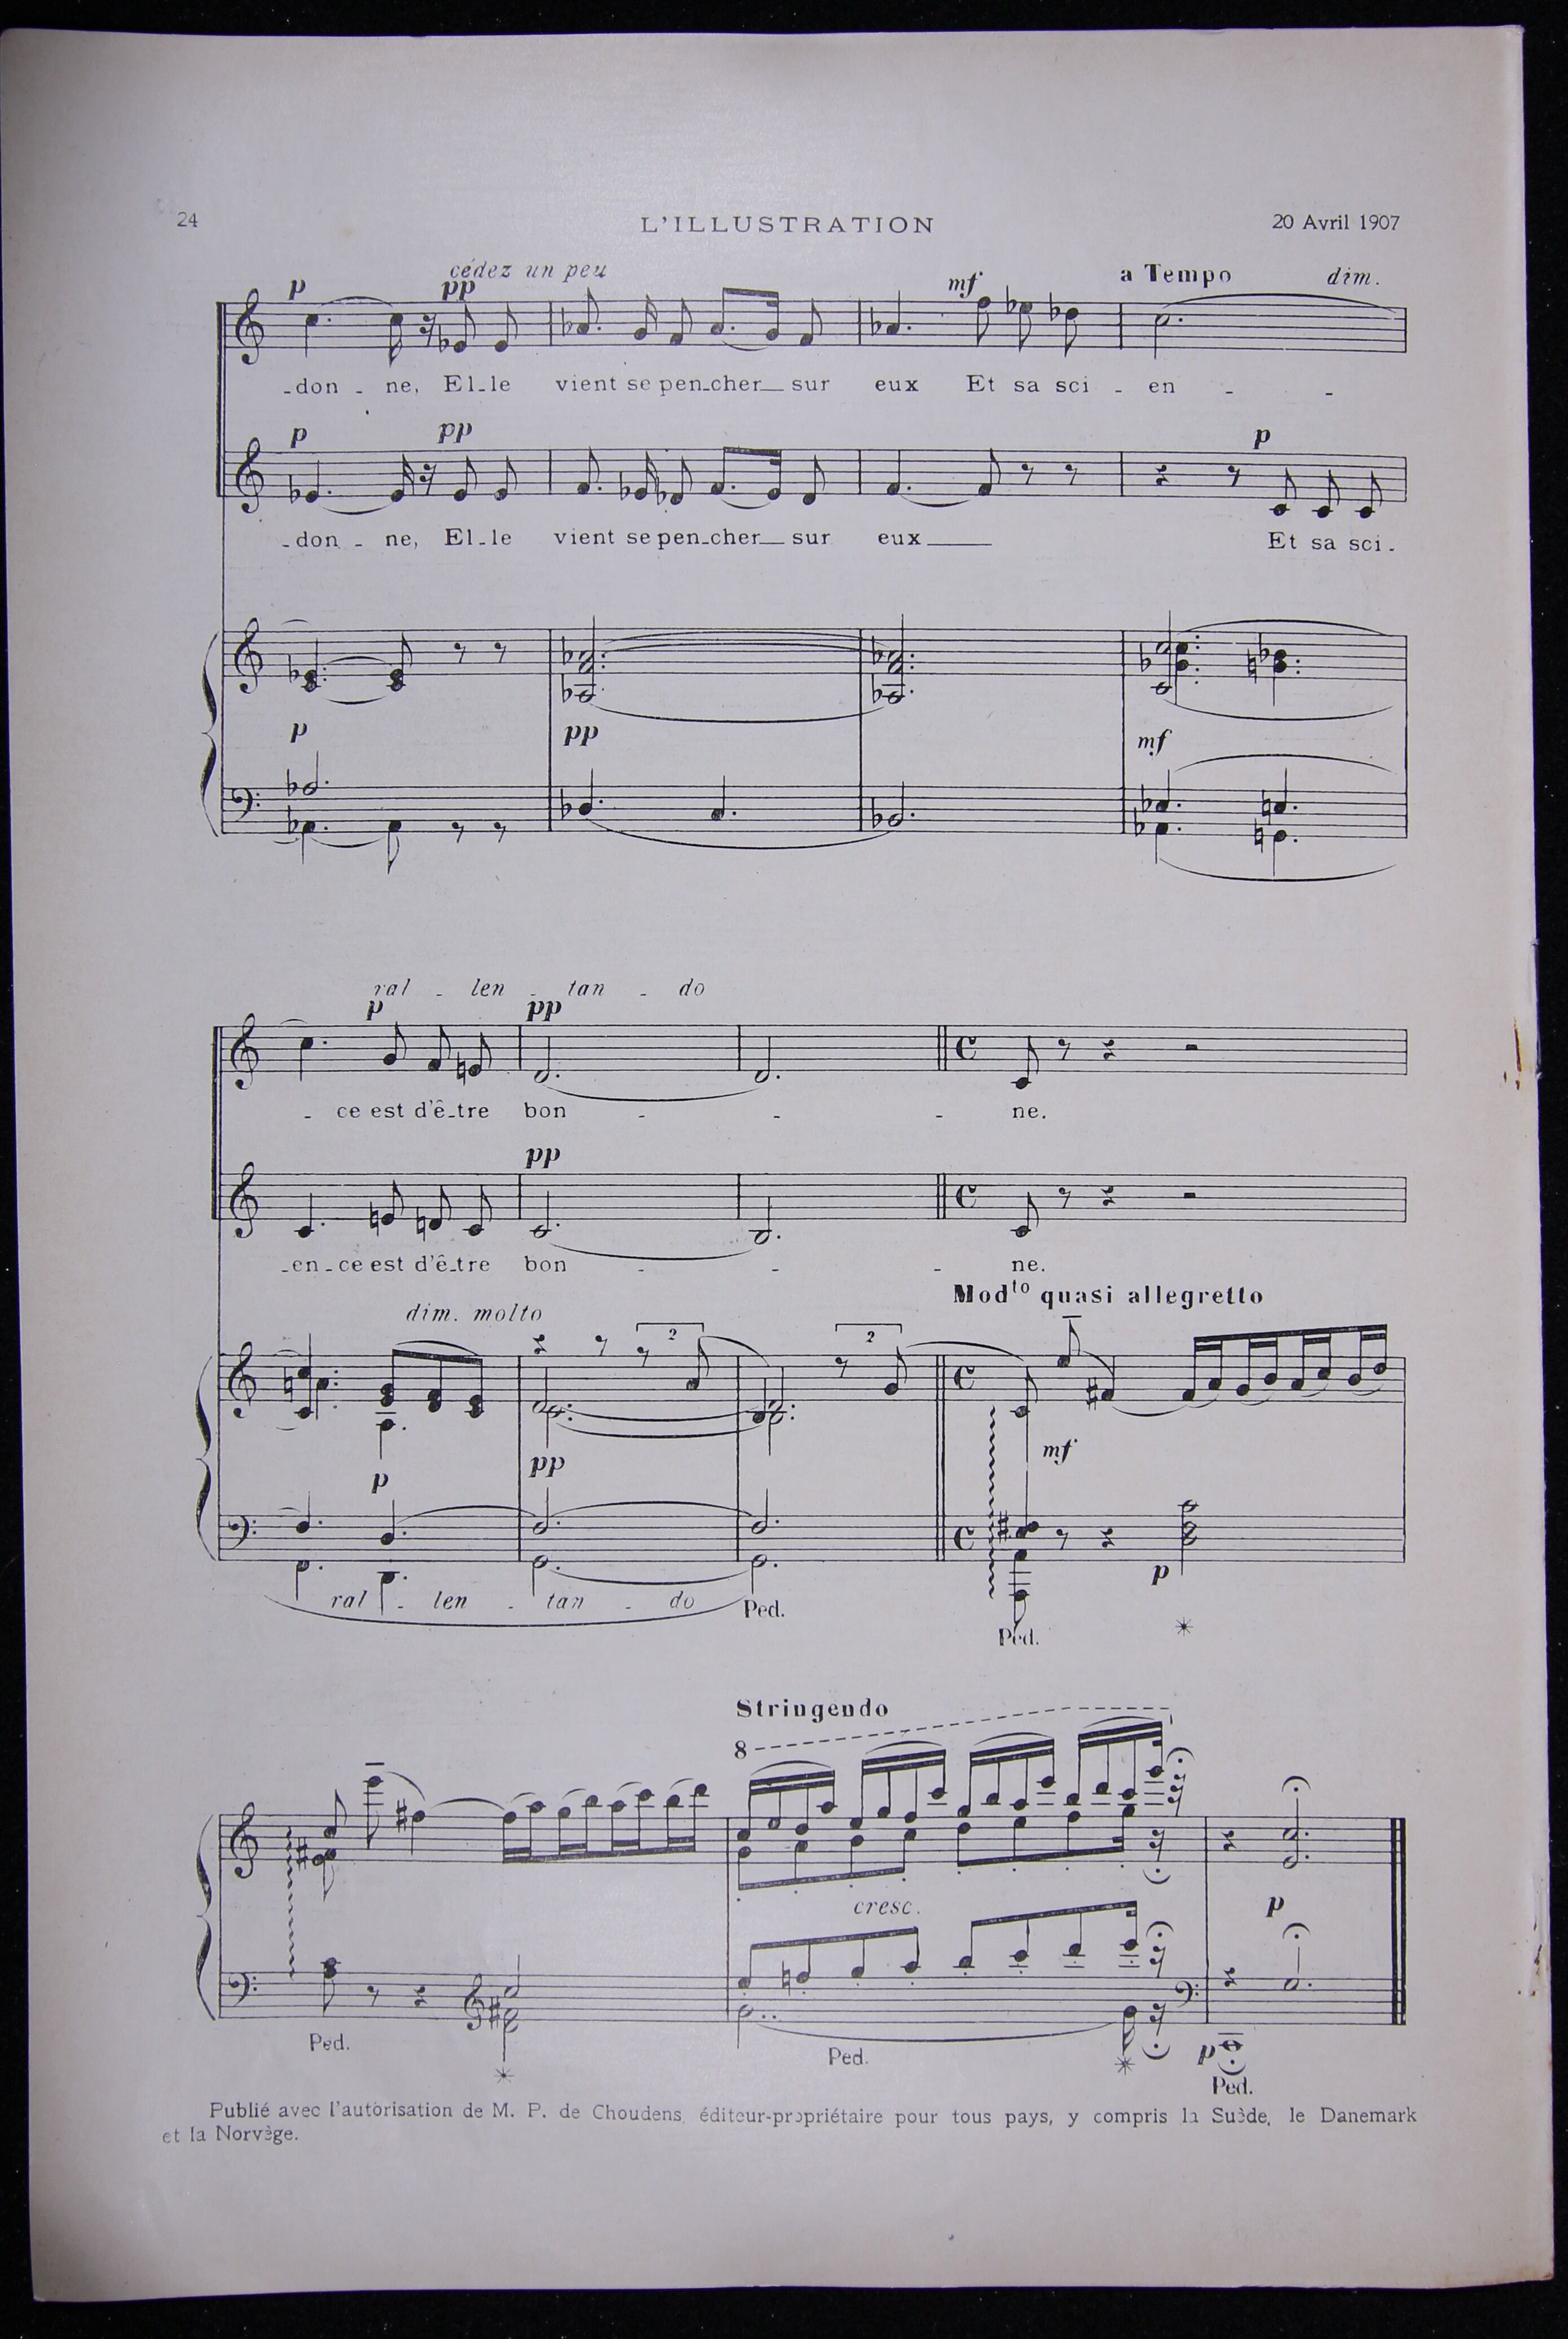 24 L'ILLUSTRATION 20 Avril 1907
cédez un peu a Tempo dim.
p pp mf
-don - ne, El-le vient se pen-cher sur eux Et sa sci - en - -
p pp p
-don - ne, El-le vient se pen-cher sur eux Et sa sci-
p pp mf
ral - len - tan - do
p pp
- ce est d'ê-tre bon - - - ne.
pp
-en-ce est d'ê-tre bon - - - ne.
Modto quasi allegretto
dim. molto
2 2
p pp mf
p
ral - len - tan - do Ped.
Ped.
Stringendo
8
cresc. p
Ped. Ped. p
Ped.
Publié avec l'autorisation de M. P. de Choudens, éditeur-propriétaire pour tous pays, y compris la Suède, le Danemark
et la Norvège.